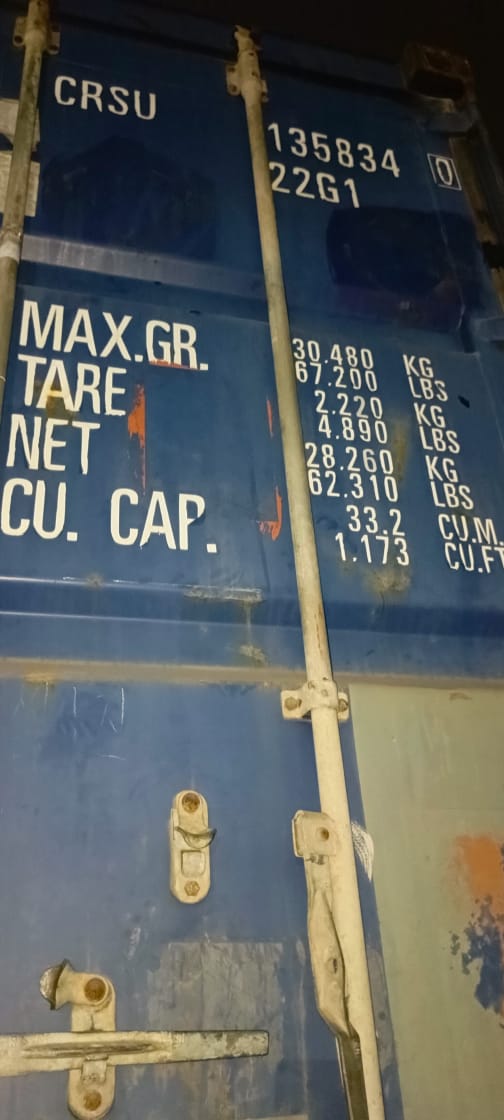 CRSU 135834 0
22G1
MAX.GR. 30.480 KG
67.200 LBS
TARE 2.220 KG
4.890 LBS
NET 28.260 KG
62.310 LBS
CU. CAP. 33.2 CU.M.
1.173 CU.FT